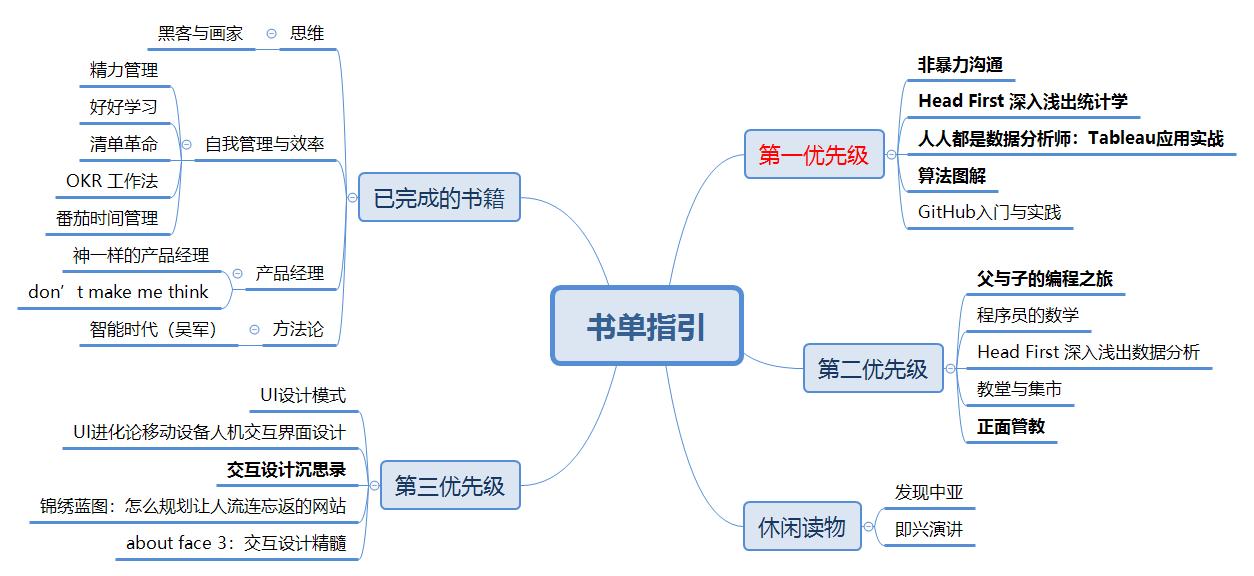 书单指引
第一优先级
非暴力沟通
Head First 深入浅出统计学
人人都是数据分析师：Tableau应用实战
算法图解
GitHub入门与实践
第二优先级
父与子的编程之旅
程序员的数学
Head First 深入浅出数据分析
教堂与集市
正面管教
休闲读物
发现中亚
即兴演讲
已完成的书籍
思维
黑客与画家
自我管理与效率
精力管理
好好学习
清单革命
OKR 工作法
番茄时间管理
产品经理
神一样的产品经理
don’t make me think
方法论
智能时代（吴军）
第三优先级
UI设计模式
UI进化论移动设备人机交互界面设计
交互设计沉思录
锦绣蓝图：怎么规划让人流连忘返的网站
about face 3：交互设计精髓